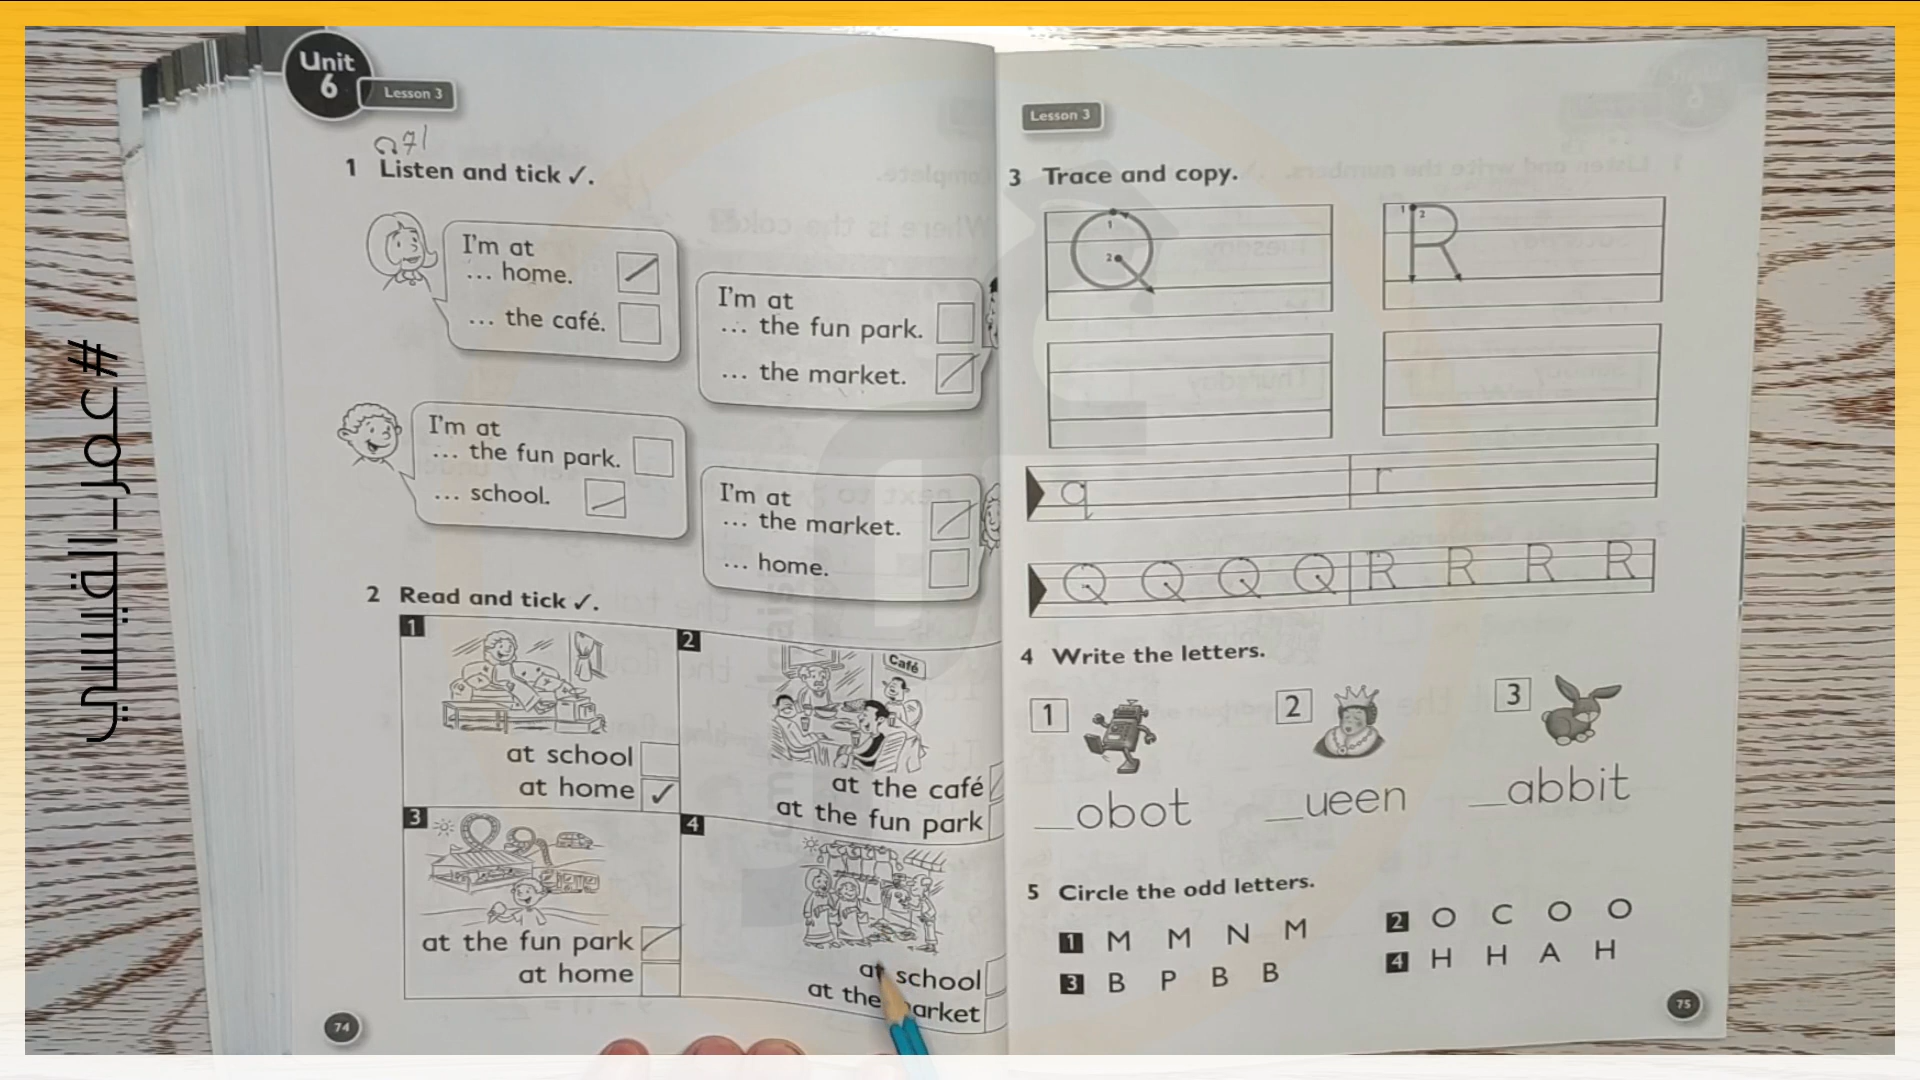 #عمر_القيسي
Unit
6
Lesson 3
71
1 Listen and tick ✓.
I'm at
... home.
... the café.
I'm at
... the fun park.
... the market.
I'm at
... the fun park.
... school.
I'm at
... the market.
... home.
2 Read and tick ✓.
1
at school
at home ✓
2
Café
at the café
at the fun park
3
at the fun park
at home
4
at school
at the market
74
Lesson 3
3 Trace and copy.
Q R
q r
Q Q Q Q R R R R
4 Write the letters.
1 2 3
_obot _ueen _abbit
5 Circle the odd letters.
1 M M N M
2 O C O O
3 B P B B
4 H H A H
75